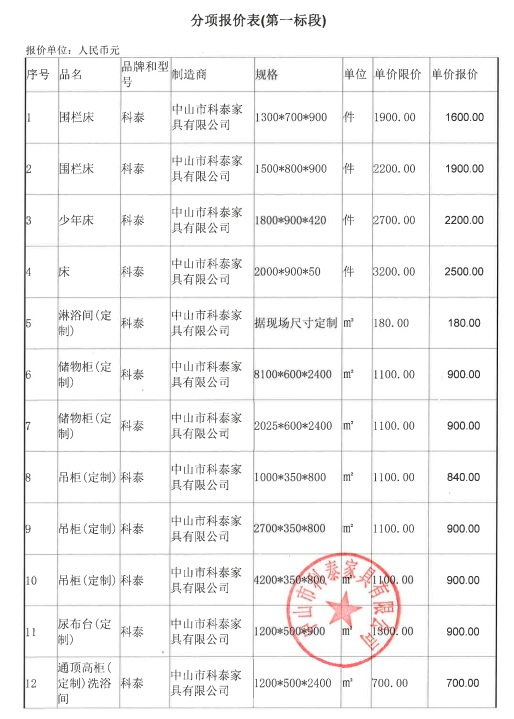 分项报价表(第一标段)
报价单位：人民币元
序号 品名 品牌和型号 制造商 规格 单位 单价限价 单价报价
1 围栏床 科泰 中山市科泰家具有限公司 1300*700*900 件 1900.00 1600.00
2 围栏床 科泰 中山市科泰家具有限公司 1500*800*900 件 2200.00 1900.00
3 少年床 科泰 中山市科泰家具有限公司 1800*900*420 件 2700.00 2200.00
4 床 科泰 中山市科泰家具有限公司 2000*900*50 件 3200.00 2500.00
5 淋浴间(定制) 科泰 中山市科泰家具有限公司 据现场尺寸定制 m² 180.00 180.00
6 储物柜(定制) 科泰 中山市科泰家具有限公司 8100*600*2400 m² 1100.00 900.00
7 储物柜(定制) 科泰 中山市科泰家具有限公司 2025*600*2400 m² 1100.00 900.00
8 吊柜(定制) 科泰 中山市科泰家具有限公司 1000*350*800 m² 1100.00 840.00
9 吊柜(定制) 科泰 中山市科泰家具有限公司 2700*350*800 m² 1100.00 900.00
10 吊柜(定制) 科泰 中山市科泰家具有限公司 4200*350*800 m² 1100.00 900.00
11 尿布台(定制) 科泰 中山市科泰家具有限公司 1200*500*900 m² 1300.00 900.00
12 通顶高柜(定制)洗浴间 科泰 中山市科泰家具有限公司 1200*500*2400 m² 700.00 700.00
中山市科泰家具有限公司